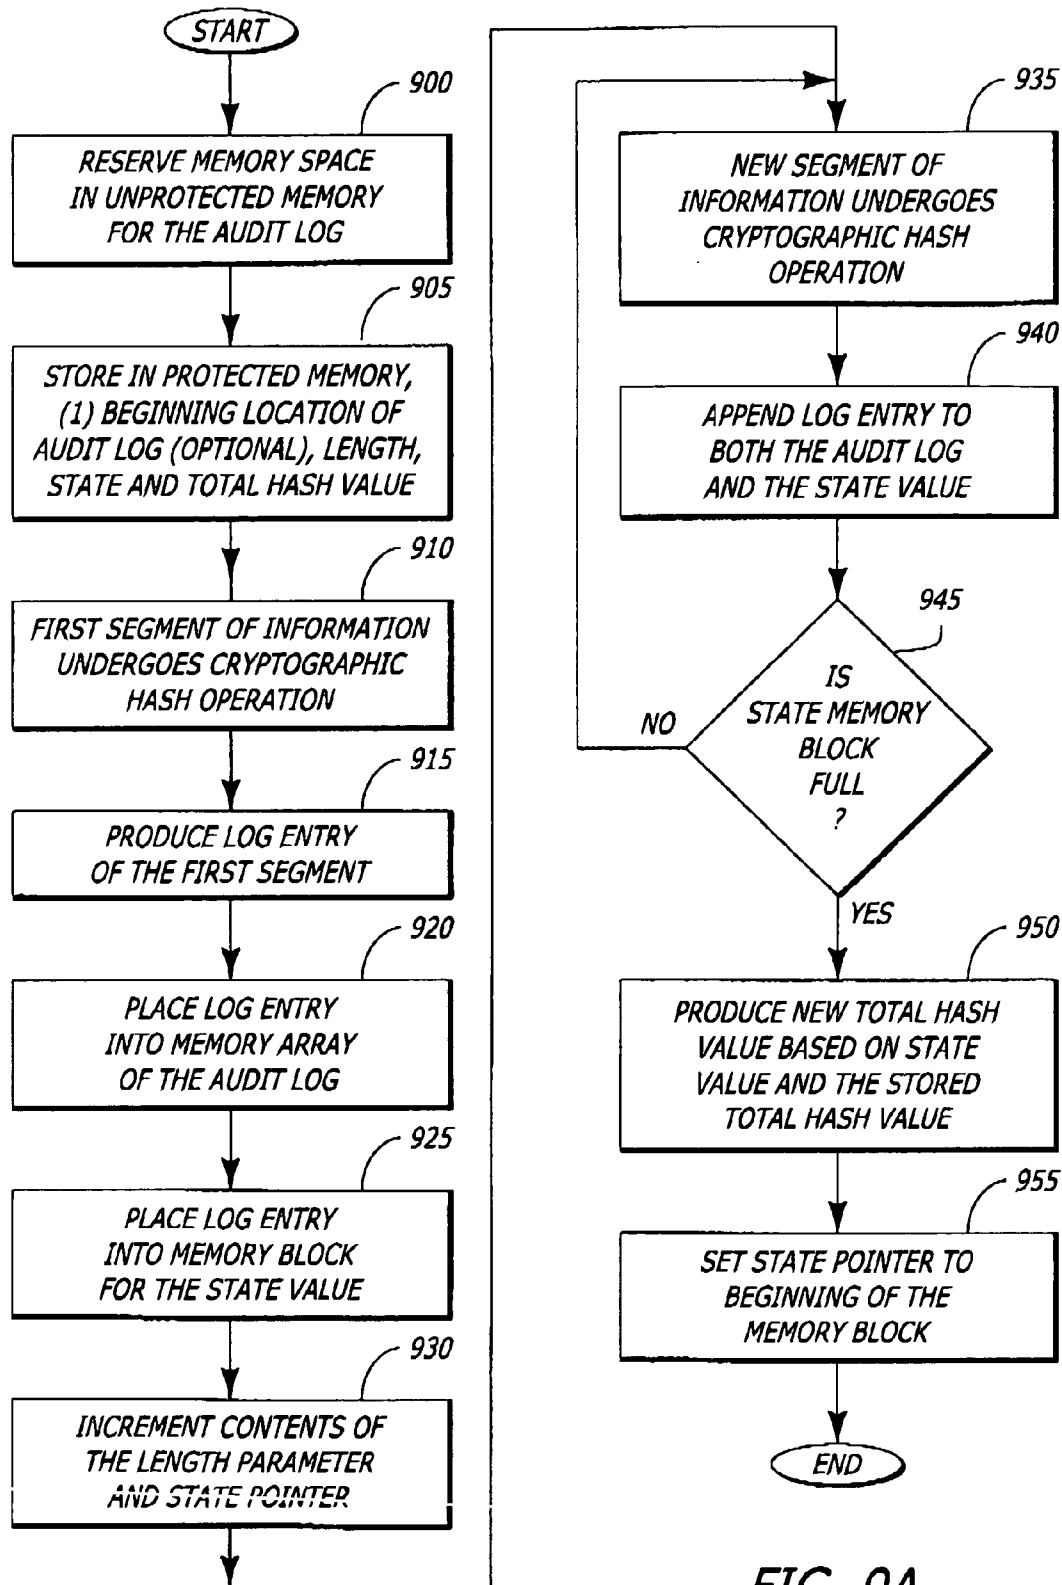 START
900
RESERVE MEMORY SPACE
IN UNPROTECTED MEMORY
FOR THE AUDIT LOG
905
STORE IN PROTECTED MEMORY,
(1) BEGINNING LOCATION OF
AUDIT LOG (OPTIONAL), LENGTH,
STATE AND TOTAL HASH VALUE
910
FIRST SEGMENT OF INFORMATION
UNDERGOES CRYPTOGRAPHIC
HASH OPERATION
915
PRODUCE LOG ENTRY
OF THE FIRST SEGMENT
920
PLACE LOG ENTRY
INTO MEMORY ARRAY
OF THE AUDIT LOG
925
PLACE LOG ENTRY
INTO MEMORY BLOCK
FOR THE STATE VALUE
930
INCREMENT CONTENTS OF
THE LENGTH PARAMETER
AND STATE POINTER
935
NEW SEGMENT OF
INFORMATION UNDERGOES
CRYPTOGRAPHIC HASH
OPERATION
940
APPEND LOG ENTRY TO
BOTH THE AUDIT LOG
AND THE STATE VALUE
945
IS
STATE MEMORY
BLOCK
FULL
?
NO
YES
950
PRODUCE NEW TOTAL HASH
VALUE BASED ON STATE
VALUE AND THE STORED
TOTAL HASH VALUE
955
SET STATE POINTER TO
BEGINNING OF THE
MEMORY BLOCK
END
FIG. 9A